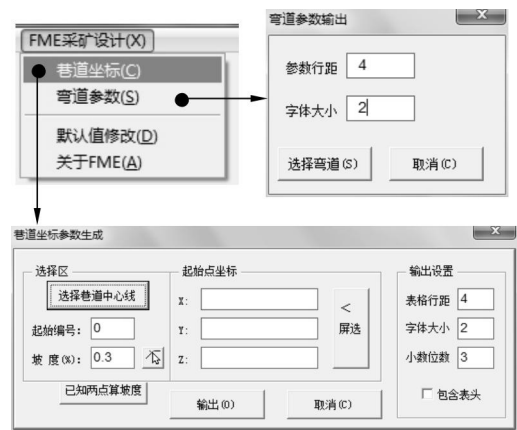 FME采矿设计(X)
巷道坐标(C)
弯道参数(S)
默认值修改(D)
关于FME(A)
弯道参数输出
x
参数行距 4
字体大小 2
选择弯道(S) 取消(C)
巷道坐标参数生成
x
选择区
选择巷道中心线
起始编号: 0
坡 度(%): 0.3
已知两点算坡度
起始点坐标
X:
Y:
Z:
<
屏选
输出(O) 取消(C)
输出设置
表格行距 4
字体大小 2
小数位数 3
包含表头